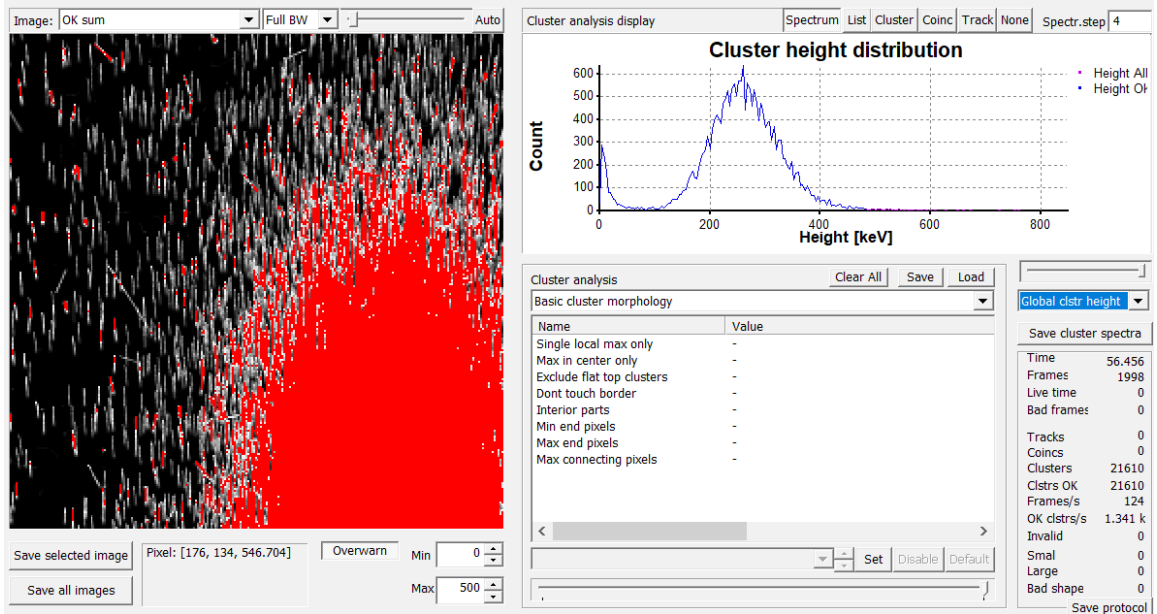 Image: OK sum Full BW Auto
Cluster analysis display Spectrum List Cluster Coinc Track None Spectr.step 4
Cluster height distribution
600
500
400
300
200
100
0
Count
0 200 400 600 800
Height [keV]
Height All
Height Ok
Cluster analysis Clear All Save Load
Basic cluster morphology
Name Value
Single local max only -
Max in center only -
Exclude flat top clusters -
Dont touch border -
Interior parts -
Min end pixels -
Max end pixels -
Max connecting pixels -
Set Disable Default
Global clstr height
Save cluster spectra
Time 56.456
Frames 1998
Live time 0
Bad frames 0
Tracks 0
Coincs 0
Clusters 21610
Clstrs OK 21610
Frames/s 124
OK clstrs/s 1.341 k
Invalid 0
Smal 0
Large 0
Bad shape 0
Save protocol
Save selected image Pixel: [176, 134, 546.704] Overwarn Min 0
Save all images Max 500